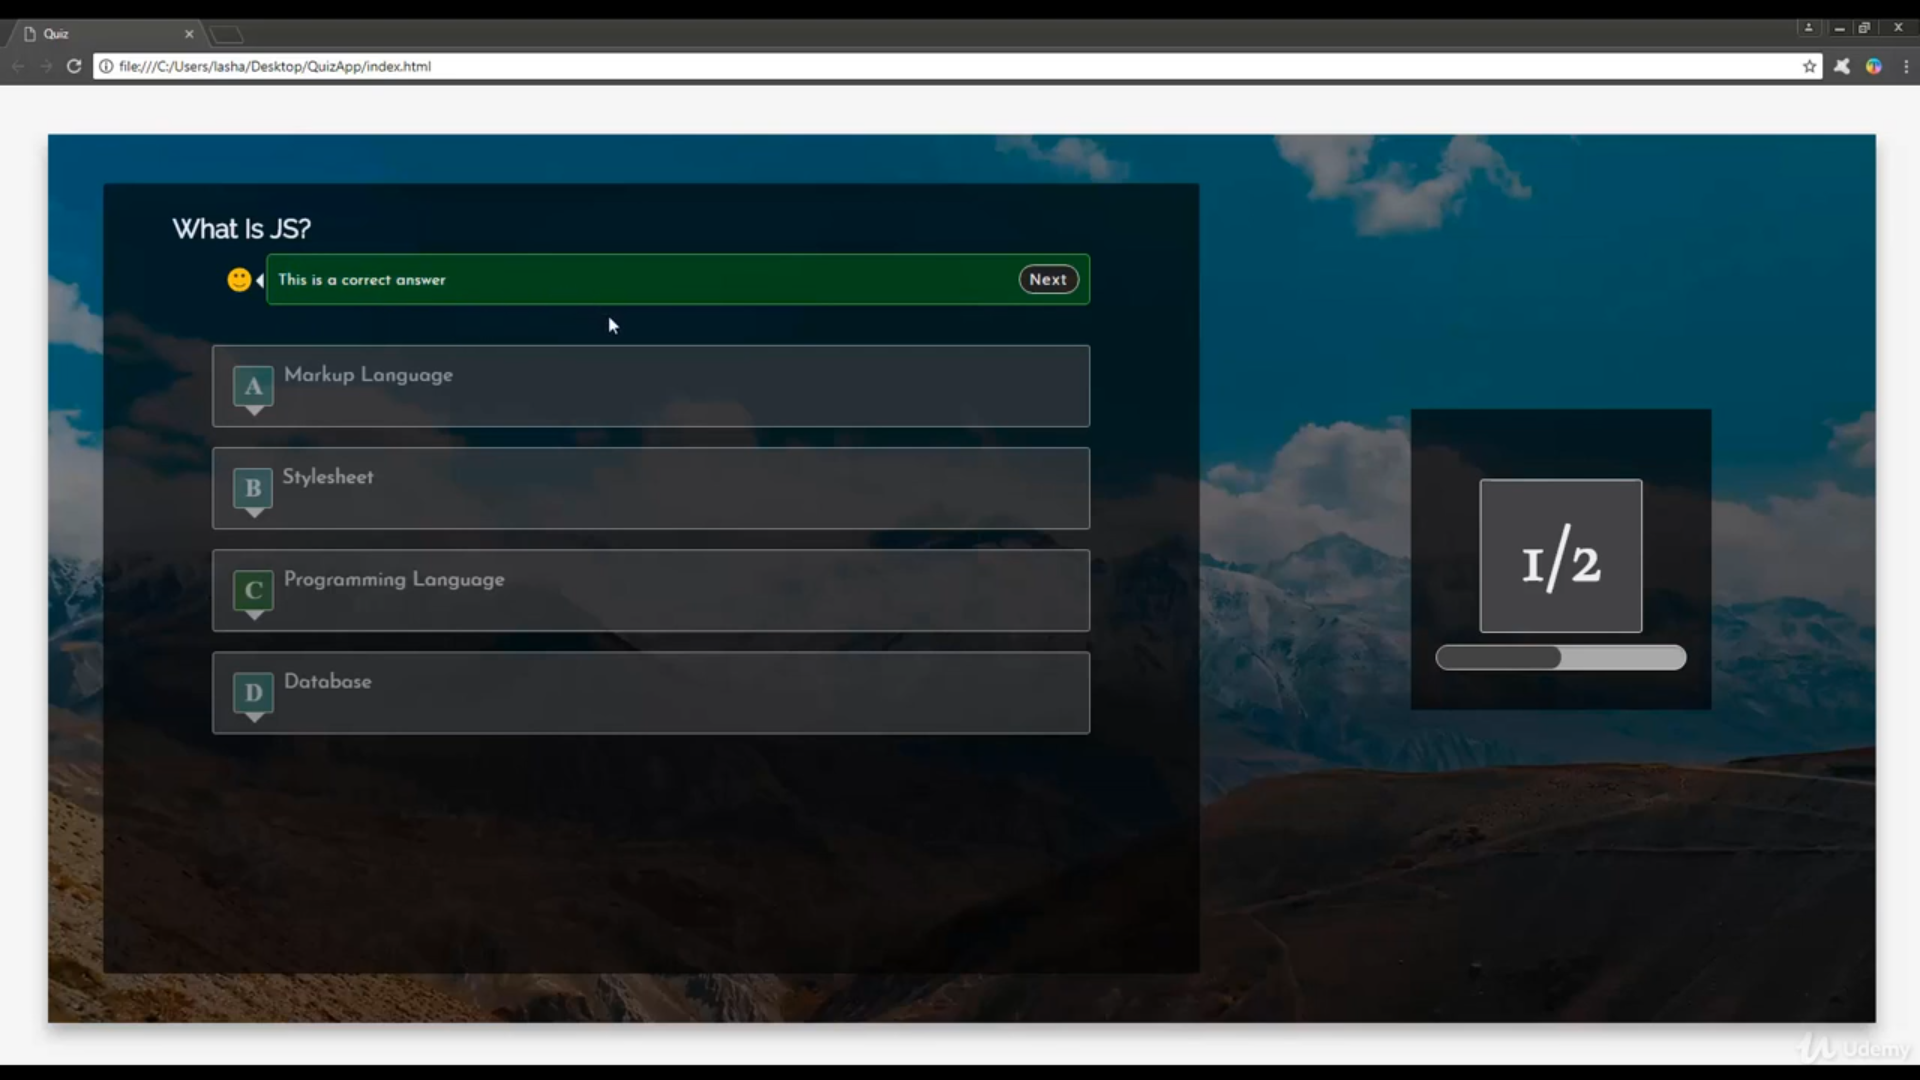 Quiz
file:///C:/Users/lasha/Desktop/QuizApp/index.html
What Is JS?
This is a correct answer
Next
A Markup Language
B Stylesheet
C Programming Language
D Database
1/2
Udemy